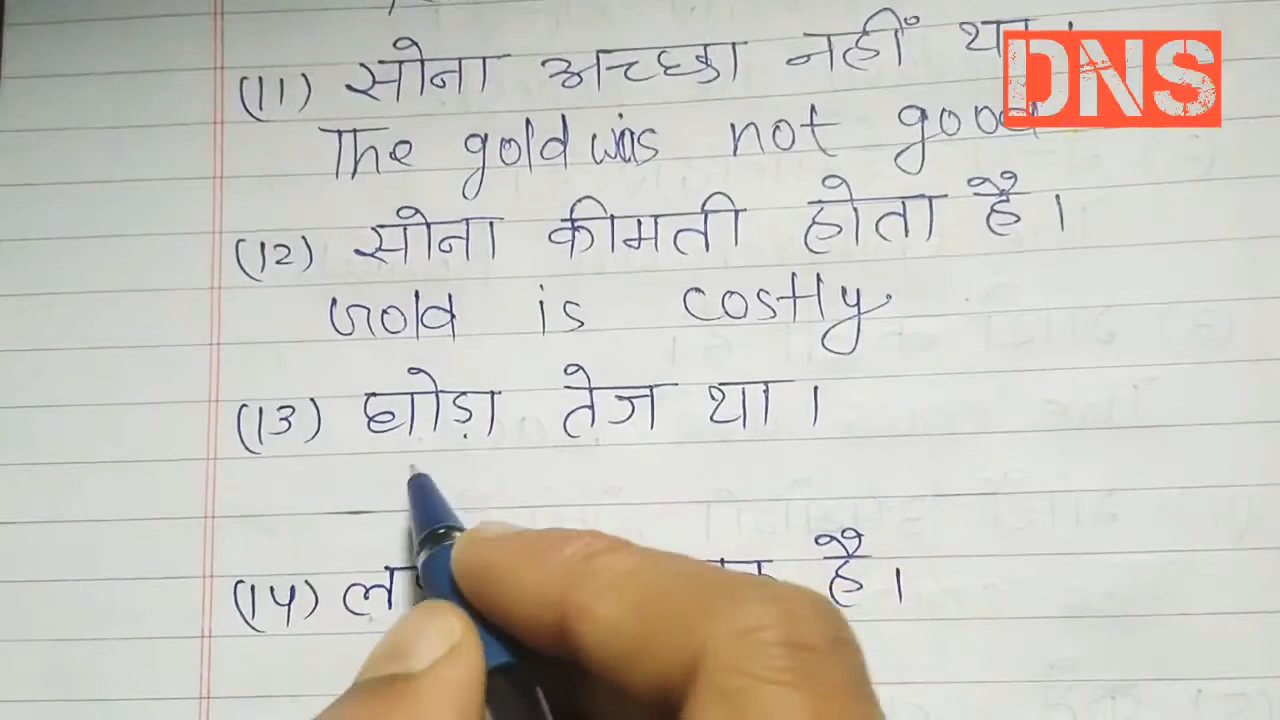 (11) सोना अच्छा नहीं था।
DNS
The gold was not good
(12) सोना कीमती होता है।
Gold is costly
(13) घोड़ा तेज था।
(14) है।